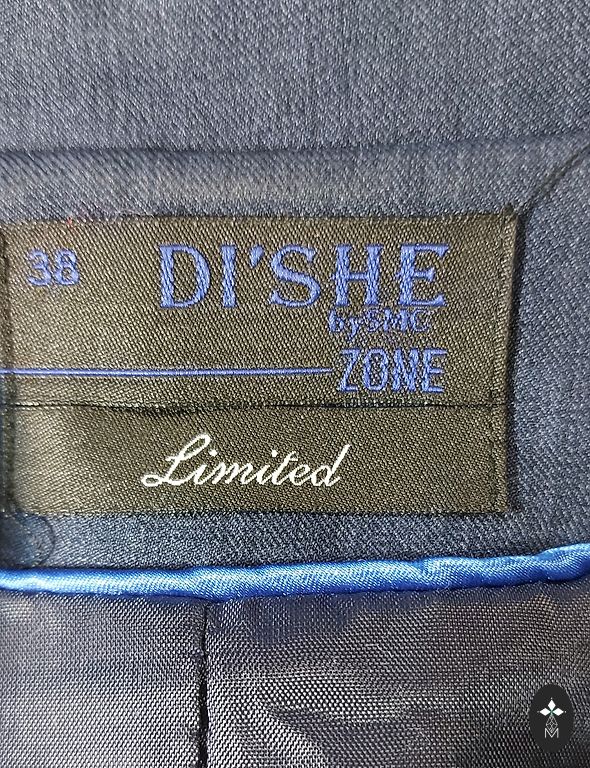 38 DI'SHE
by SMC
ZONE
Limited